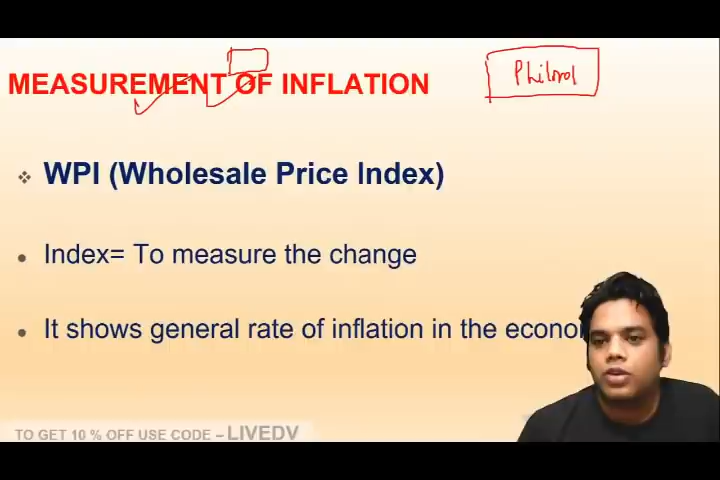 MEASUREMENT OF INFLATION
WPI (Wholesale Price Index)
Index= To measure the change
It shows general rate of inflation in the econo
TO GET 10 % OFF USE CODE – LIVEDV